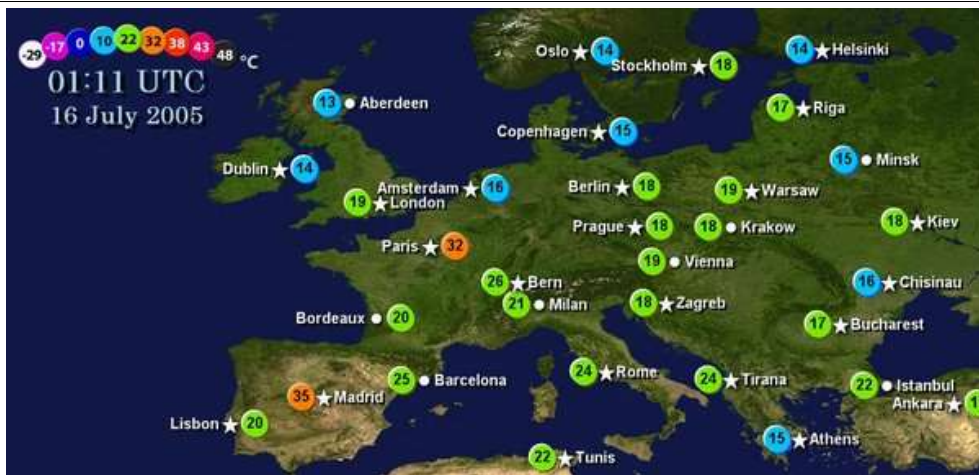 -29 -17 0 10 22 32 38 43 48 °C
01:11 UTC
16 July 2005
Oslo 14
14 Helsinki
Stockholm 18
13 Aberdeen
17 Riga
Copenhagen 15
15 Minsk
Dublin 14
Amsterdam 16
Berlin 18
19 Warsaw
19 London
18 Kiev
Prague 18
18 Krakow
Paris 32
19 Vienna
26 Bern
16 Chisinau
21 Milan
18 Zagreb
Bordeaux 20
17 Bucharest
24 Rome
24 Tirana
25 Barcelona
22 Istanbul
35 Madrid
Ankara
Lisbon 20
15 Athens
22 Tunis